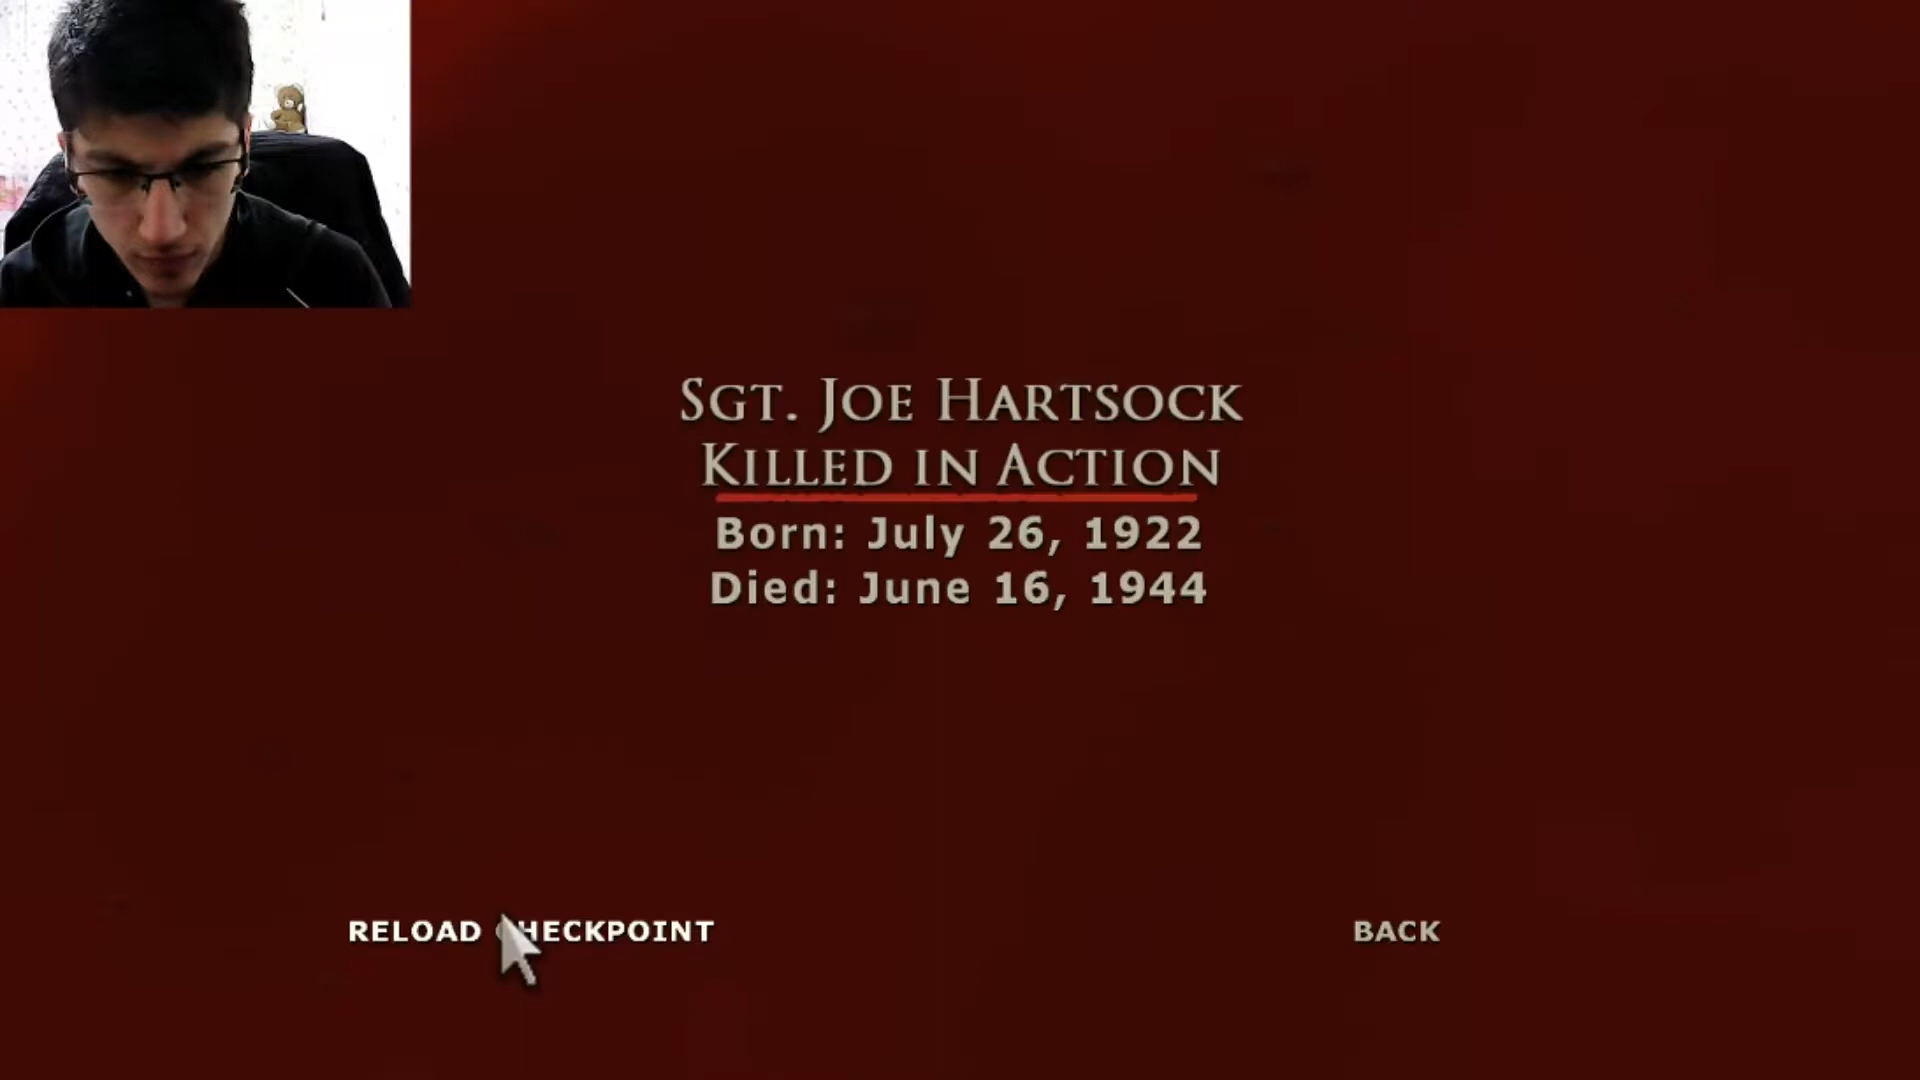 Sgt. Joe Hartsock
Killed in Action
Born: July 26, 1922
Died: June 16, 1944
RELOAD CHECKPOINT
BACK